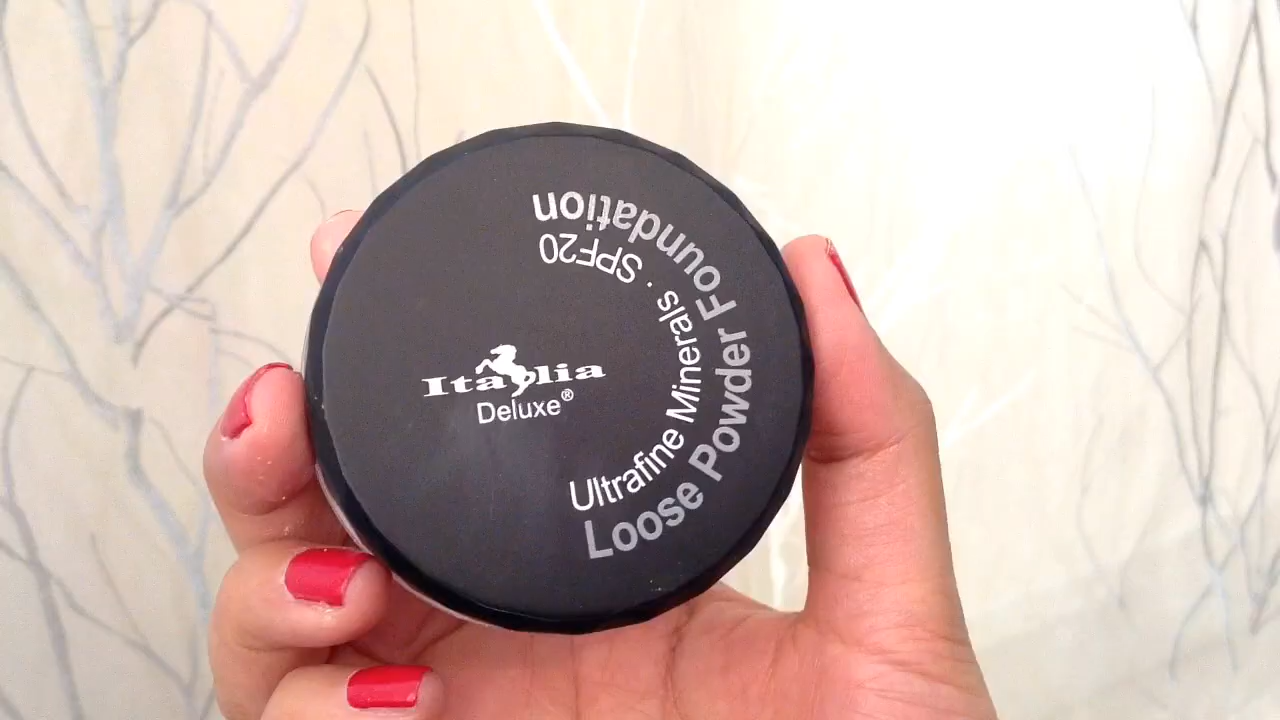 Italia
Deluxe®
Ultrafine Minerals . SPF20
Loose Powder Foundation